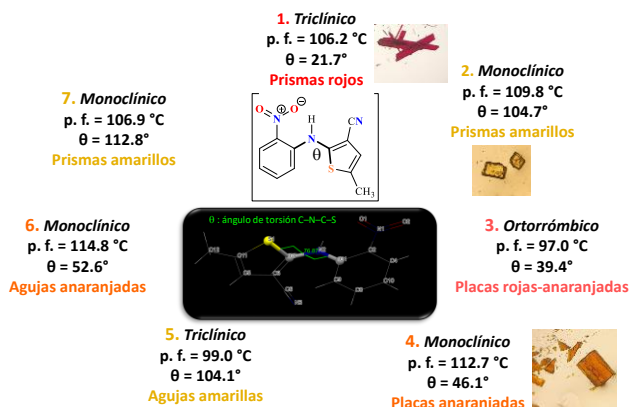 1. Triclínico
p. f. = 106.2 °C
θ = 21.7°
Prismas rojos
2. Monoclínico
p. f. = 109.8 °C
θ = 104.7°
Prismas amarillos
7. Monoclínico
p. f. = 106.9 °C
θ = 112.8°
Prismas amarillos
O N⊕ O⊖
H
N
θ
CN
S
CH₃
6. Monoclínico
p. f. = 114.8 °C
θ = 52.6°
Agujas anaranjadas
θ : ángulo de torsión C–N–C–S
3. Ortorrómbico
p. f. = 97.0 °C
θ = 39.4°
Placas rojas-anaranjadas
5. Triclínico
p. f. = 99.0 °C
θ = 104.1°
Agujas amarillas
4. Monoclínico
p. f. = 112.7 °C
θ = 46.1°
Placas anaranjadas